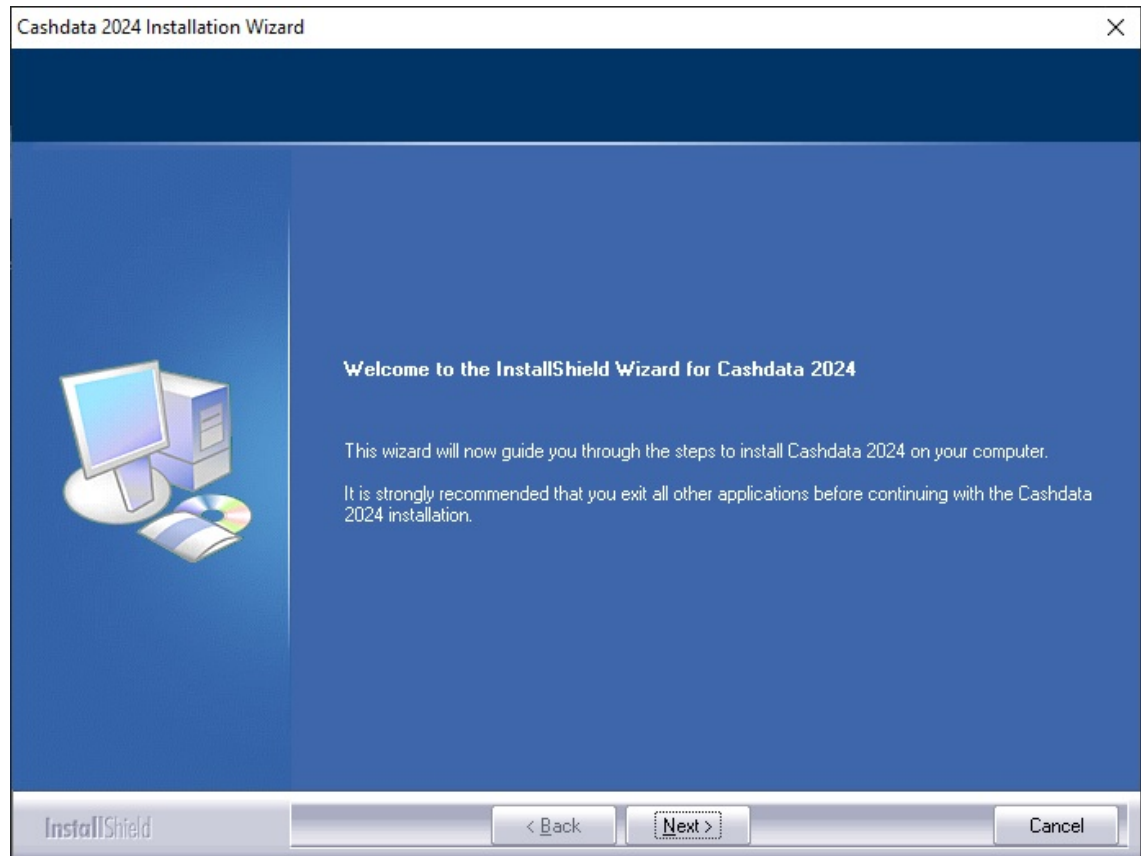 Cashdata 2024 Installation Wizard
Welcome to the InstallShield Wizard for Cashdata 2024
This wizard will now guide you through the steps to install Cashdata 2024 on your computer.
It is strongly recommended that you exit all other applications before continuing with the Cashdata
2024 installation.
InstallShield
< Back
Next >
Cancel